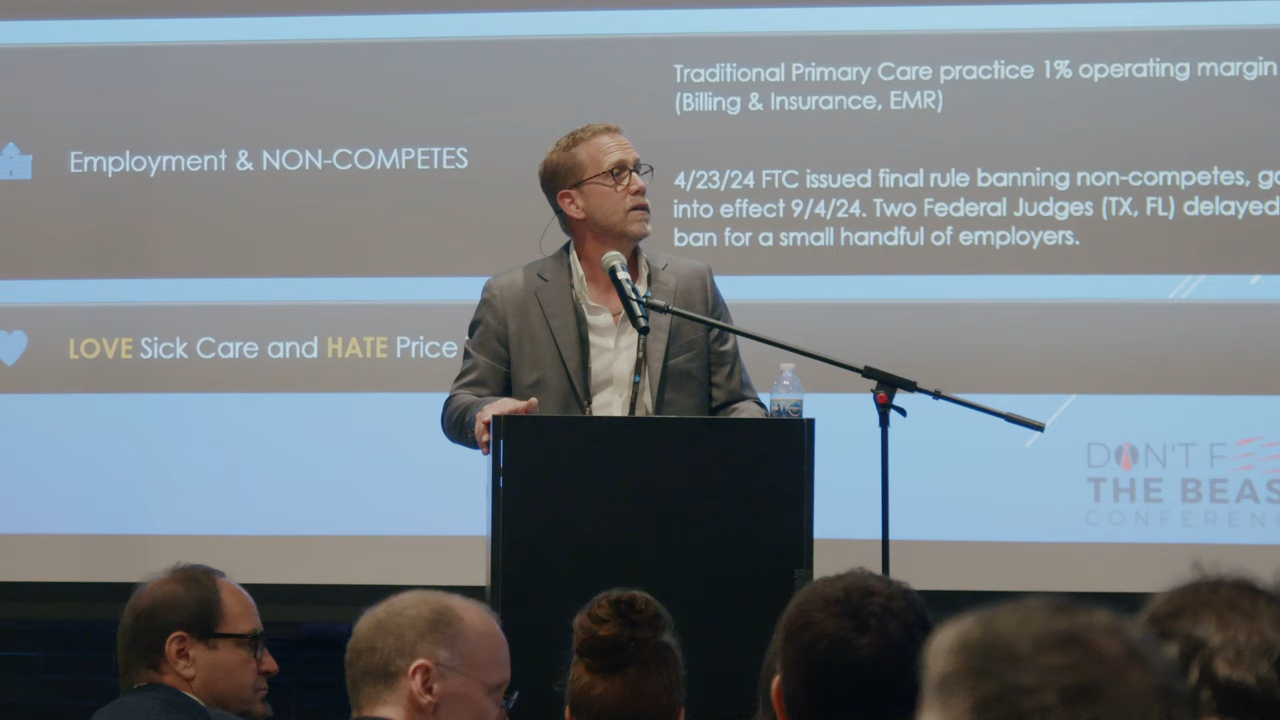 Traditional Primary Care practice 1% operating margin
(Billing & Insurance, EMR)
Employment & NON-COMPETES
4/23/24 FTC issued final rule banning non-competes,
into effect 9/4/24. Two Federal Judges (TX, FL) delayed
ban for a small handful of employers.
LOVE Sick Care and HATE Price
DON'T
THE